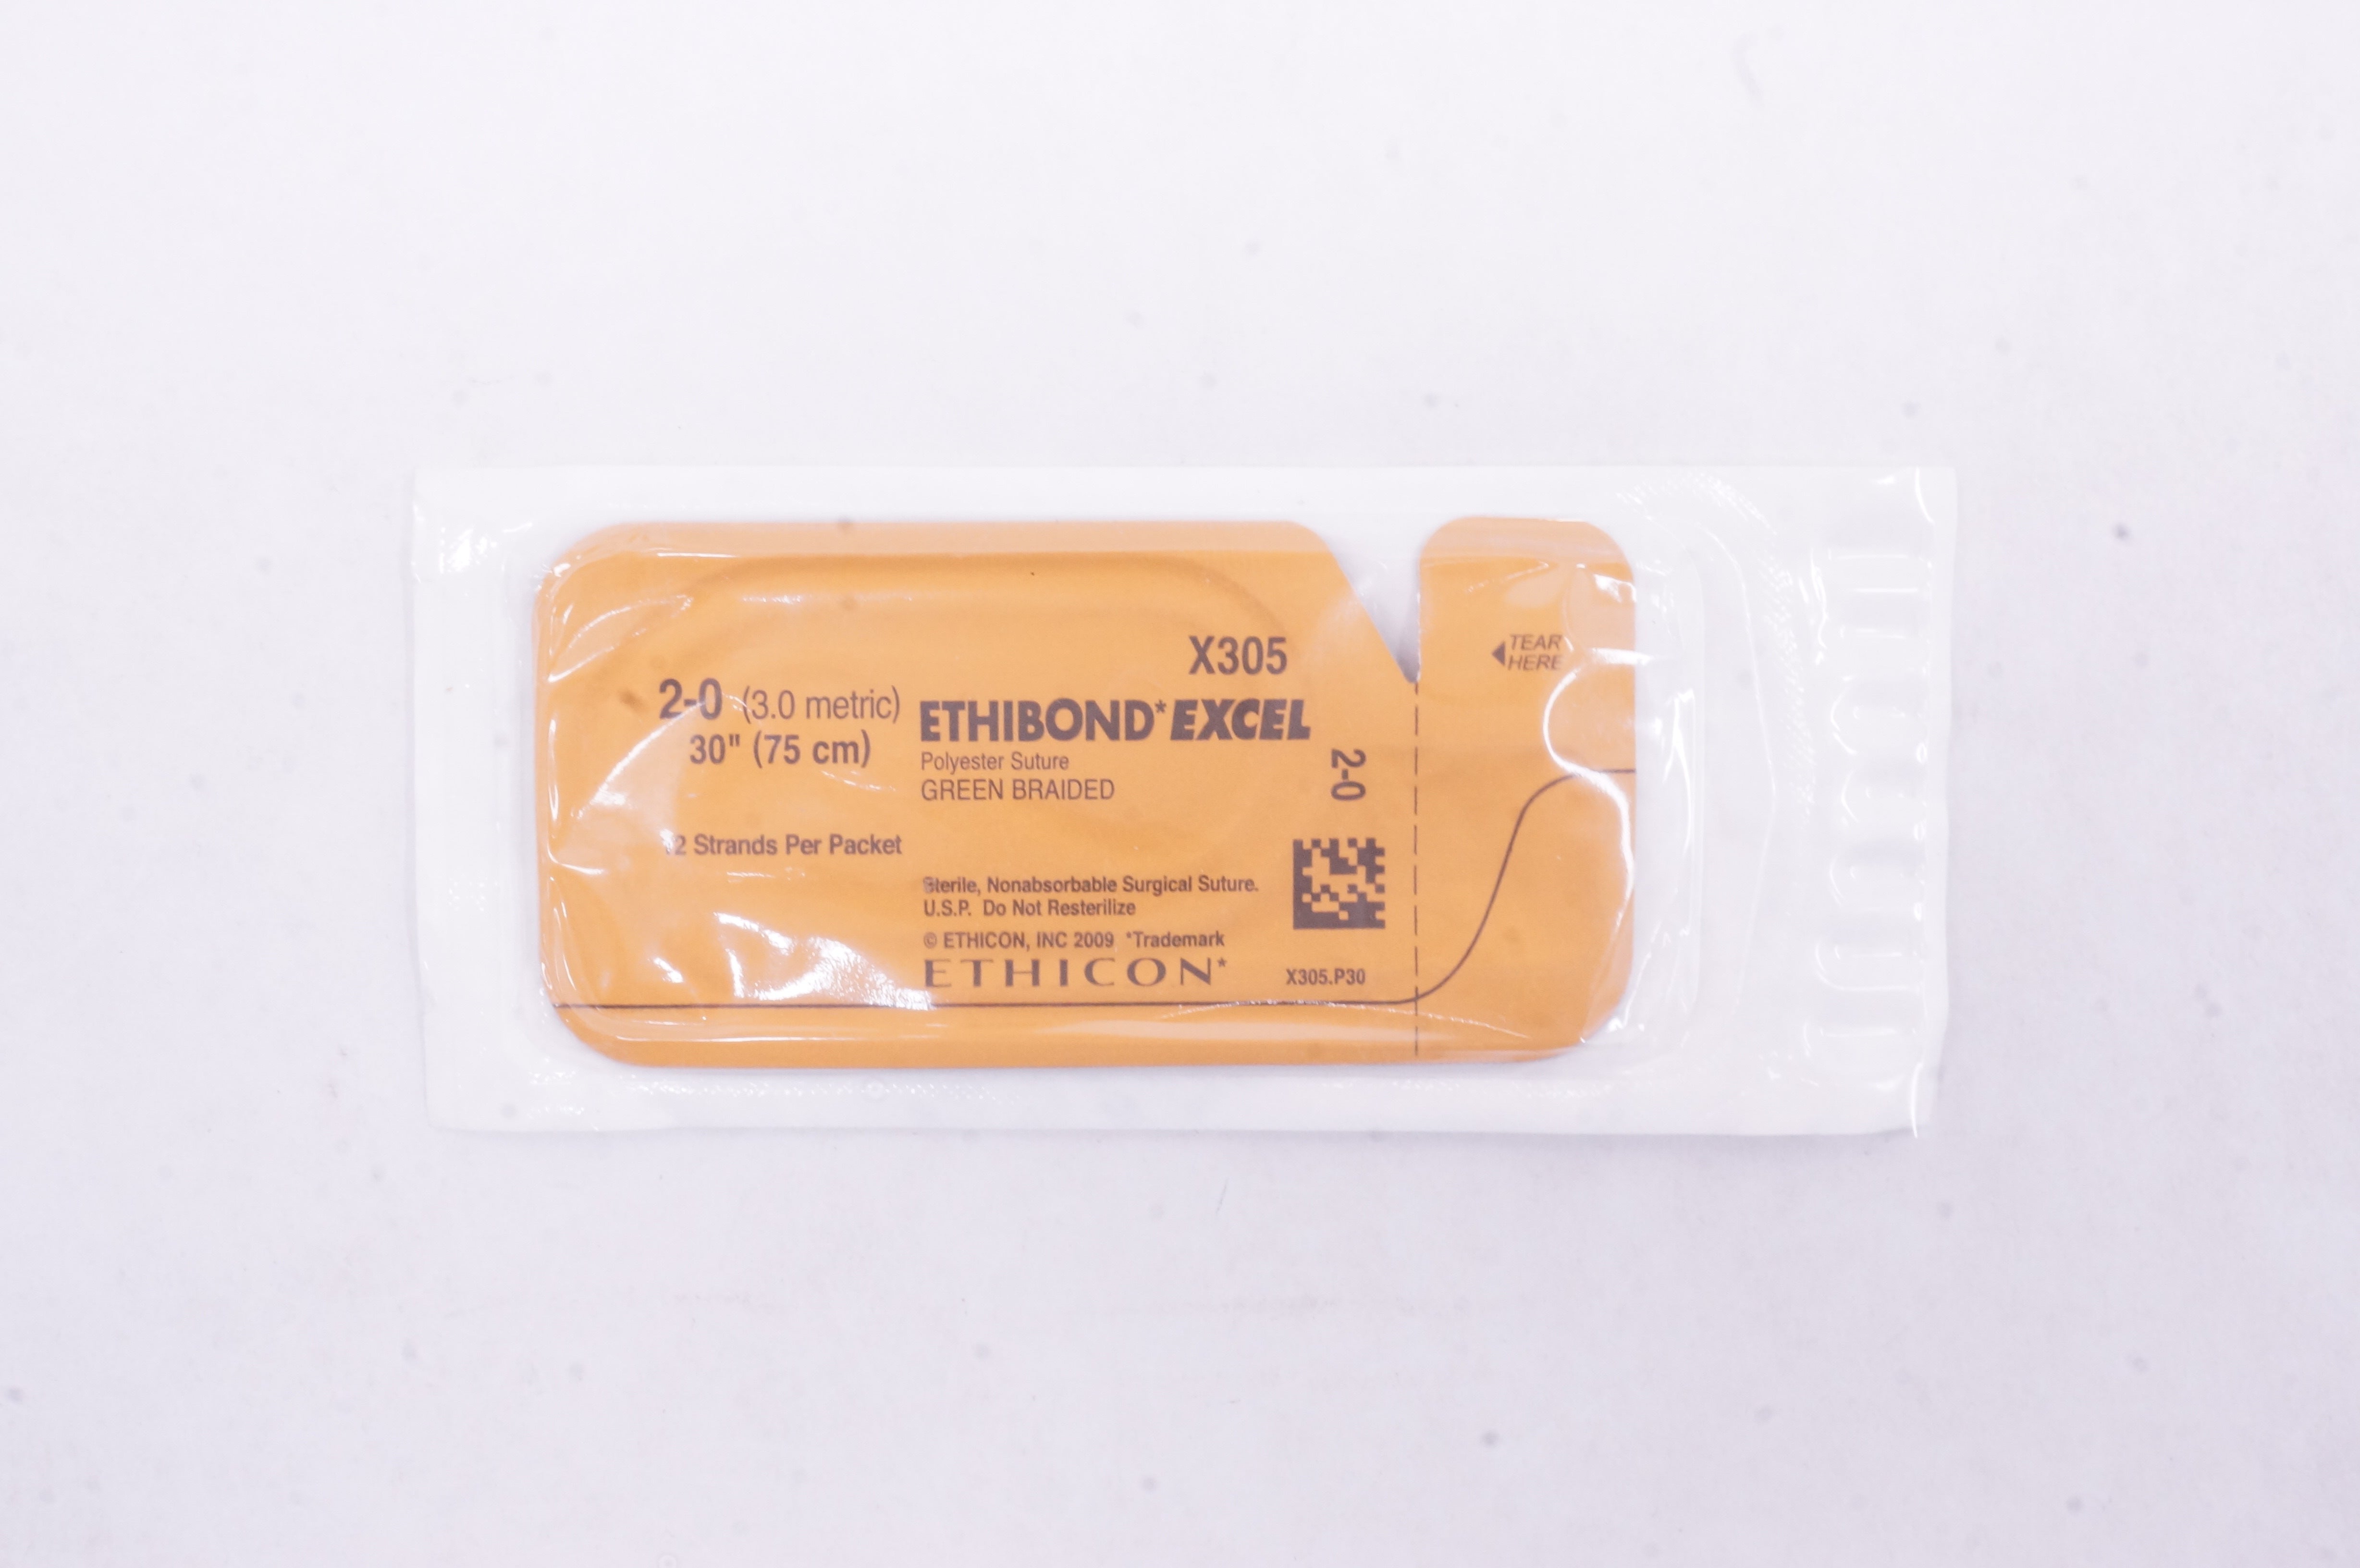 X305
2-0 (3.0 metric)
30" (75 cm)
ETHIBOND* EXCEL
Polyester Suture
GREEN BRAIDED
2-0
TEAR
HERE
12 Strands Per Packet
Sterile, Nonabsorbable Surgical Suture.
U.S.P. Do Not Resterilize
© ETHICON, INC 2009 *Trademark
ETHICON*
X305.P30